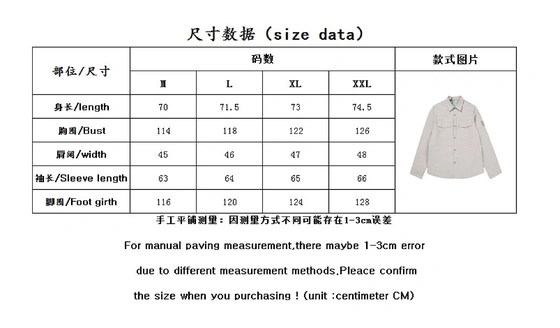 尺寸数据（size data）
部位/尺寸 码数 款式图片
M L XL XXL
身长/length 70 71.5 73 74.5
胸围/Bust 114 118 122 126
肩阔/width 45 46 47 48
袖长/Sleeve length 63 64 65 66
脚围/Foot girth 116 120 124 128
手工平铺测量：因测量方式不同可能存在1-3cm误差
For manual paving measurement,there maybe 1-3cm error
due to different measurement methods.Pleace confirm
the size when you purchasing！(unit :centimeter CM)